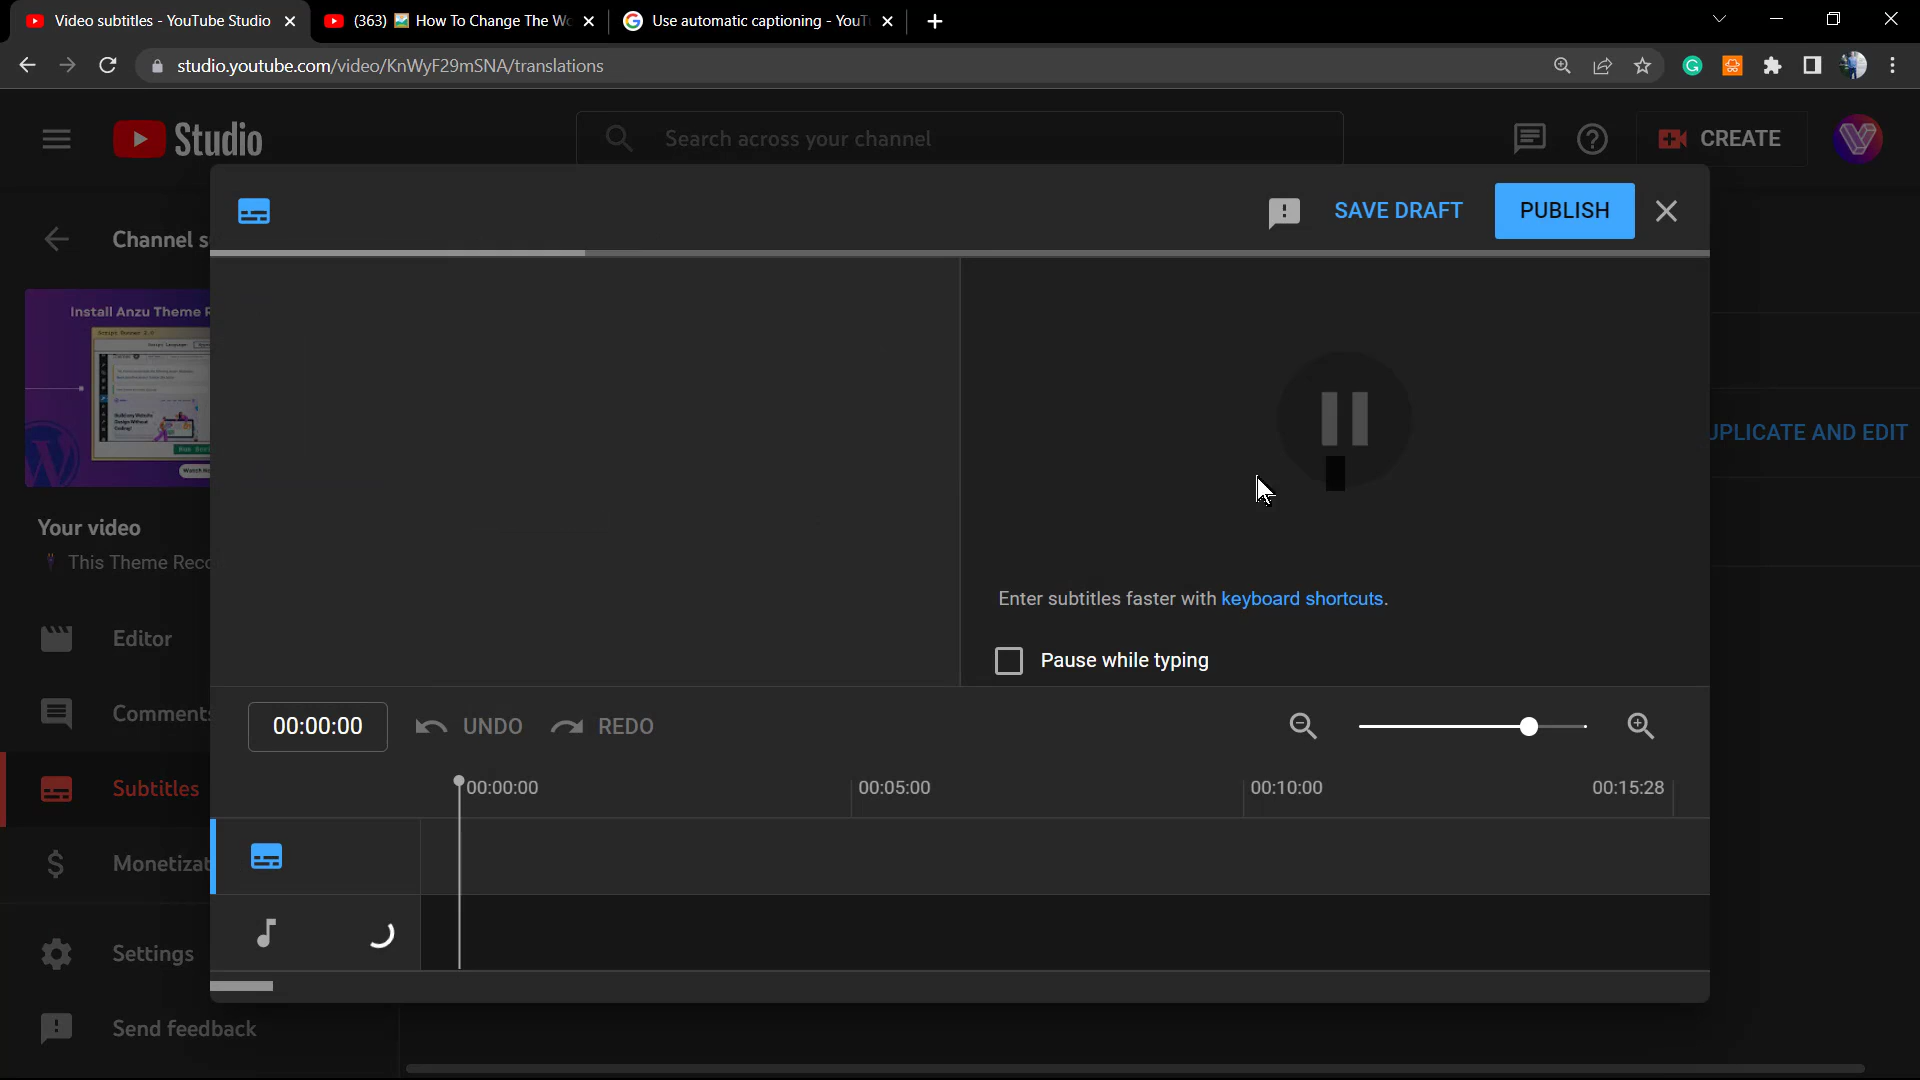 Video subtitles - YouTube Studio
(363) How To Change The Wo
Use automatic captioning - YouT
studio.youtube.com/video/KnWyF29mSNA/translations
Studio
Search across your channel
CREATE
SAVE DRAFT
PUBLISH
Channel s
Install Anzu Theme R
Your video
This Theme Reco
UPLICATE AND EDIT
Enter subtitles faster with keyboard shortcuts.
Pause while typing
Editor
Comments
Subtitles
Monetizat
Settings
Send feedback
00:00:00
UNDO
REDO
00:00:00
00:05:00
00:10:00
00:15:28